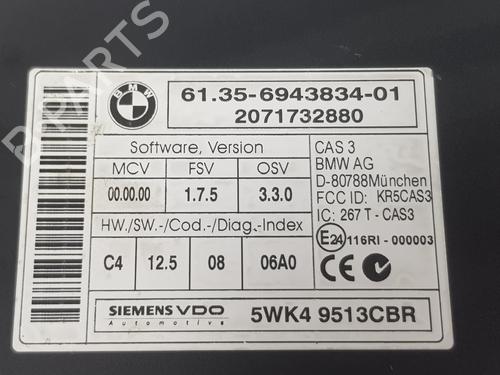 B-PARTS
BMW
61.35-6943834-01
2071732880
Software, Version
MCV FSV OSV
00.00.00 1.7.5 3.3.0
HW./SW.-/Cod.-/Diag.-Index
C4 12.5 08 06A0
CAS 3
BMW AG
D-80788München
FCC ID: KR5CAS3
IC: 267 T - CAS3
E24 116RI - 000003
CE
SIEMENS VDO
Automotive
5WK4 9513CBR